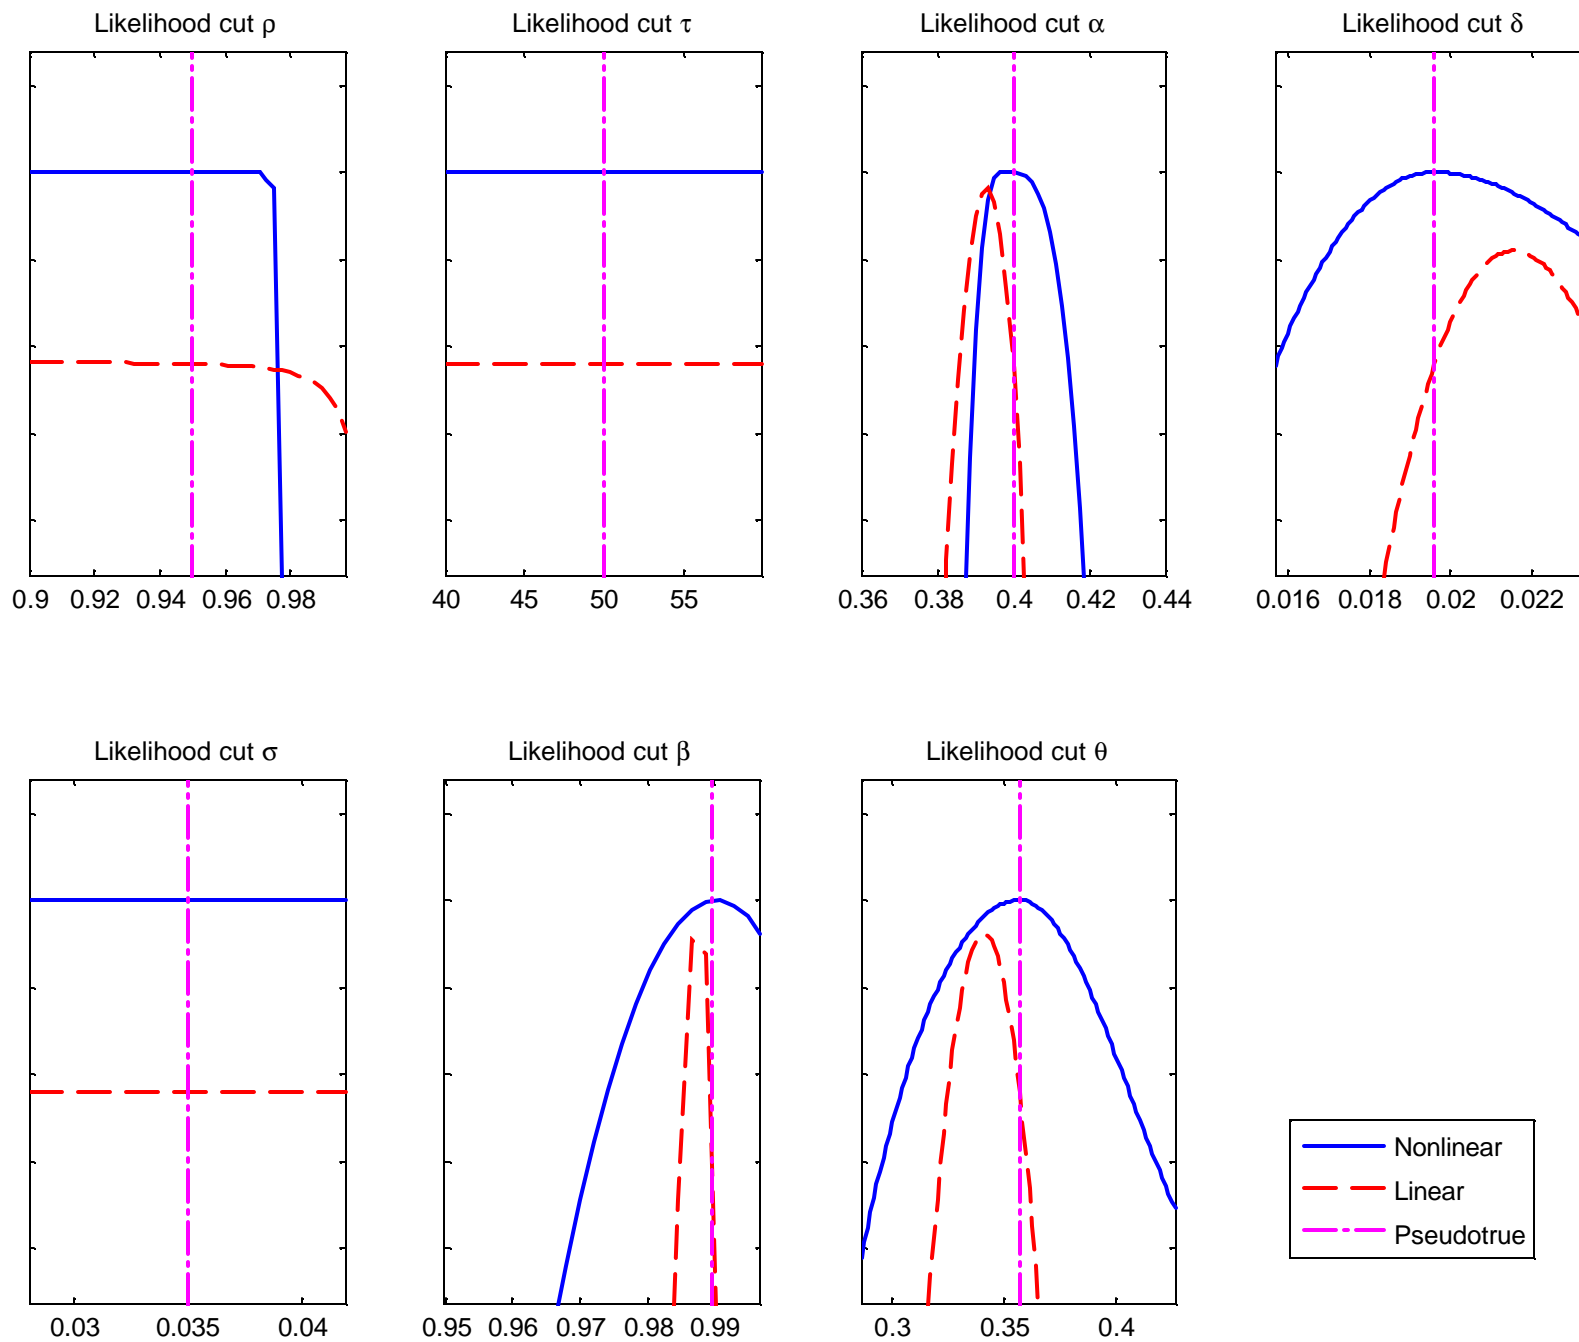 Likelihood cut ρ
Likelihood cut τ
Likelihood cut α
Likelihood cut δ
0.9 0.92 0.94 0.96 0.98
40 45 50 55
0.36 0.38 0.4 0.42 0.44
0.016 0.018 0.02 0.022
Likelihood cut σ
Likelihood cut β
Likelihood cut θ
0.03 0.035 0.04
0.95 0.96 0.97 0.98 0.99
0.3 0.35 0.4
Nonlinear
Linear
Pseudotrue